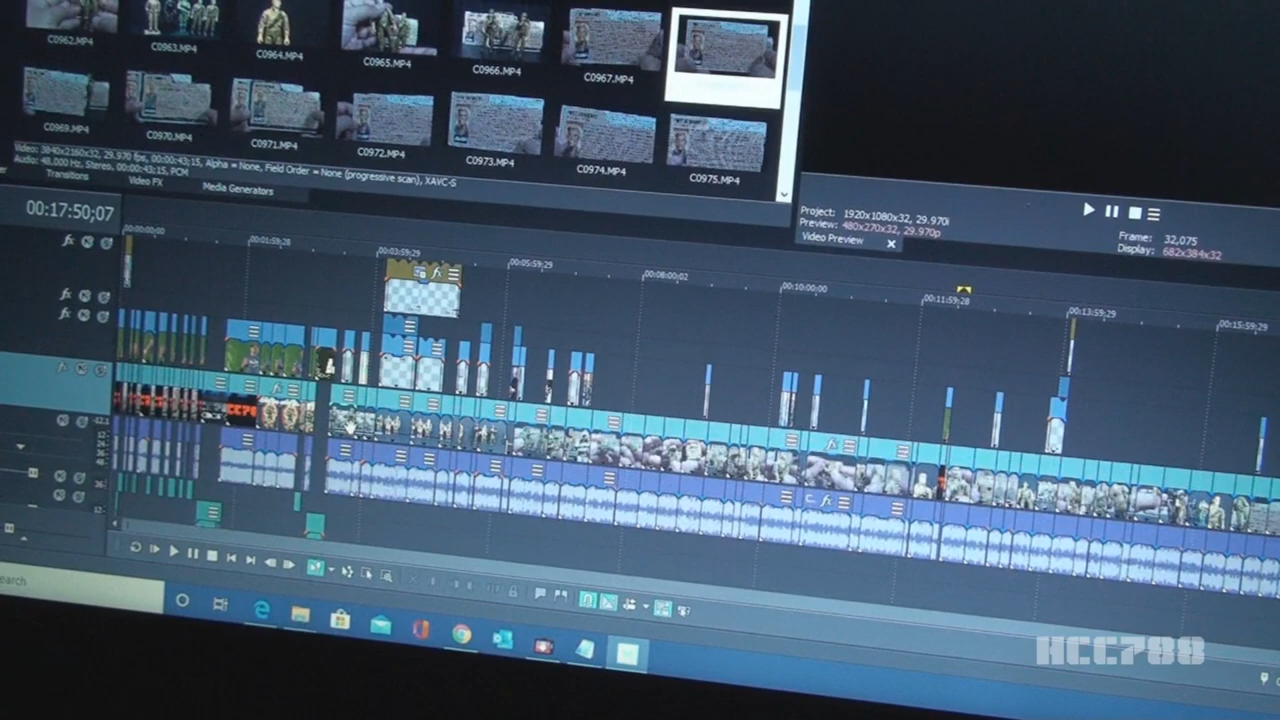 C0962.MP4
C0963.MP4
C0964.MP4
C0965.MP4
C0966.MP4
C0967.MP4
C0969.MP4
C0970.MP4
C0971.MP4
C0972.MP4
C0973.MP4
C0974.MP4
C0975.MP4
Video: 3840x2160x32, 29.970 fps, 00:00:43;15, Alpha = None, Field Order = None (progressive scan), XAVC-S
Audio: 48,000 Hz, Stereo, 00:00:43;15, PCM
Transitions
Video FX
Media Generators
Project: 1920x1080x32, 29.970i
Preview: 480x270x32, 29.970p
Video Preview
Frame: 32,075
Display: 682x384x32
00:17:50;07
00:00:00;00
00:01:59;28
00:03:59;29
00:05:59;29
00:08:00;02
00:10:00;00
00:11:59;28
00:13:59;29
00:15:59;29
earch
HCC788